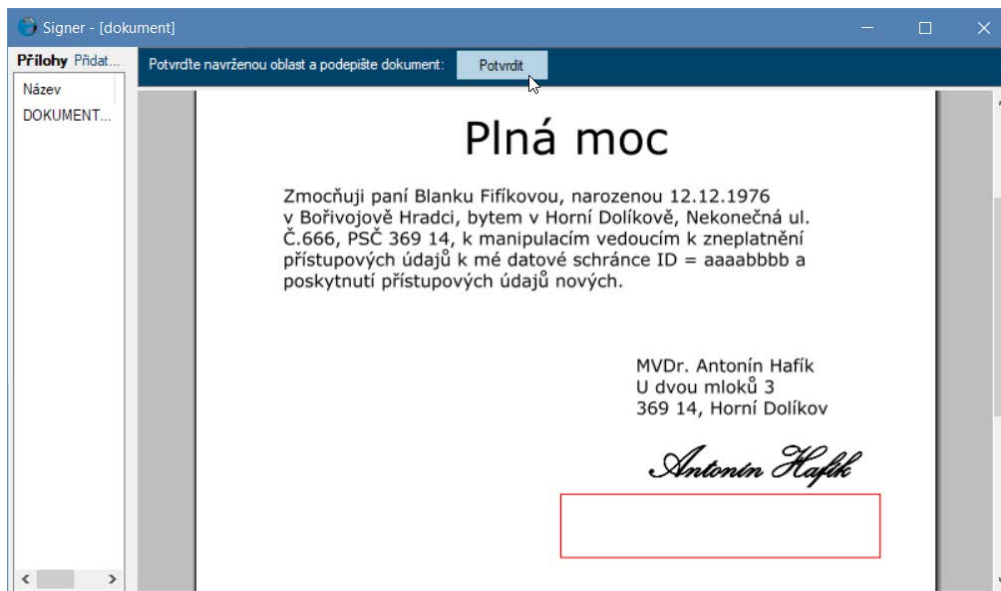 Signer - [dokument]
Přílohy Přidat...
Potvrďte navrženou oblast a podepište dokument: Potvrdit
Název
DOKUMENT...
Plná moc
Zmocňuji paní Blanku Fifíkovou, narozenou 12.12.1976
v Bořivojově Hradci, bytem v Horní Dolíkově, Nekonečná ul.
Č.666, PSČ 369 14, k manipulacím vedoucím k zneplatnění
přístupových údajů k mé datové schránce ID = aaaabbbb a
poskytnutí přístupových údajů nových.
MVDr. Antonín Hafík
U dvou mloků 3
369 14, Horní Dolíkov
Antonín Hafík